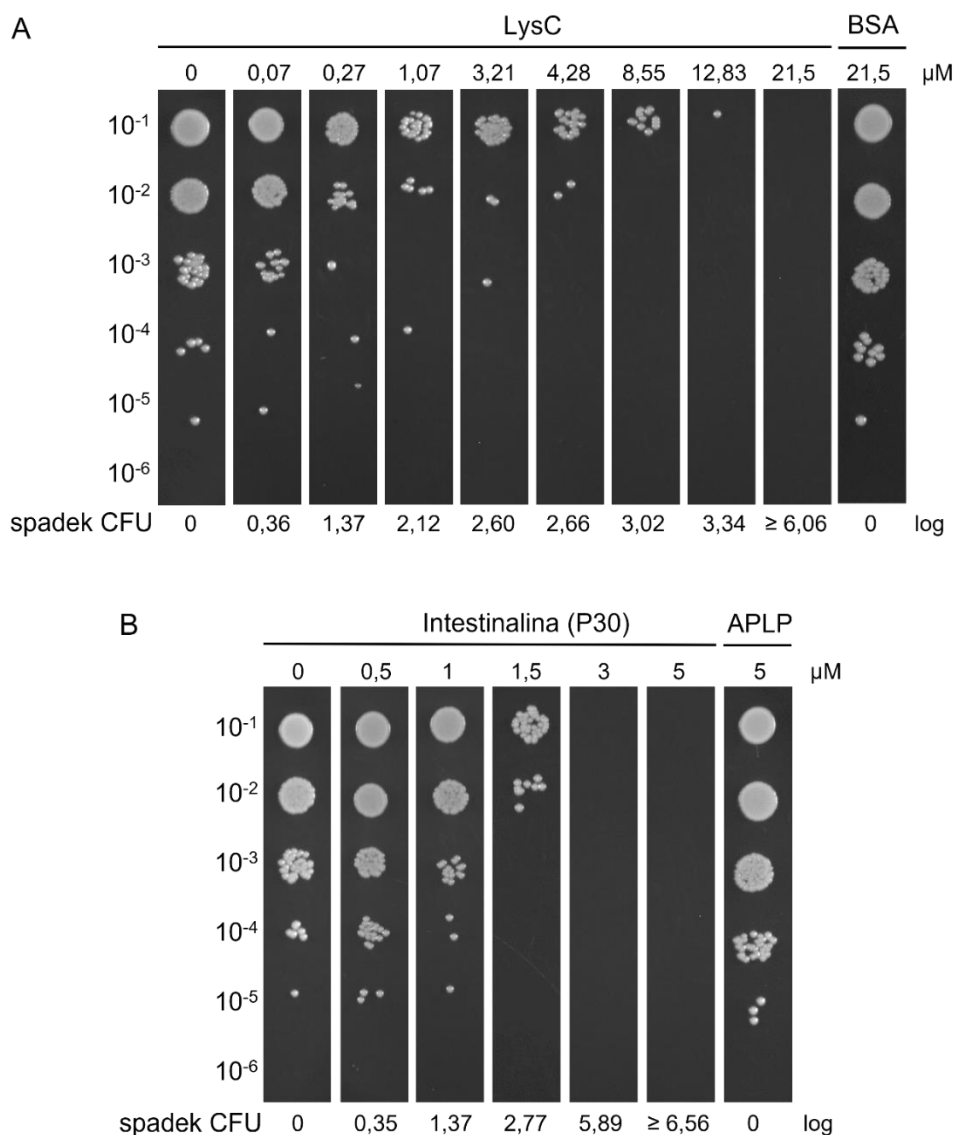 A
LysC BSA
0 0,07 0,27 1,07 3,21 4,28 8,55 12,83 21,5 21,5 µM
10⁻¹
10⁻²
10⁻³
10⁻⁴
10⁻⁵
10⁻⁶
spadek CFU 0 0,36 1,37 2,12 2,60 2,66 3,02 3,34 ≥ 6,06 0 log
B
Intestinalina (P30) APLP
0 0,5 1 1,5 3 5 5 µM
10⁻¹
10⁻²
10⁻³
10⁻⁴
10⁻⁵
10⁻⁶
spadek CFU 0 0,35 1,37 2,77 5,89 ≥ 6,56 0 log